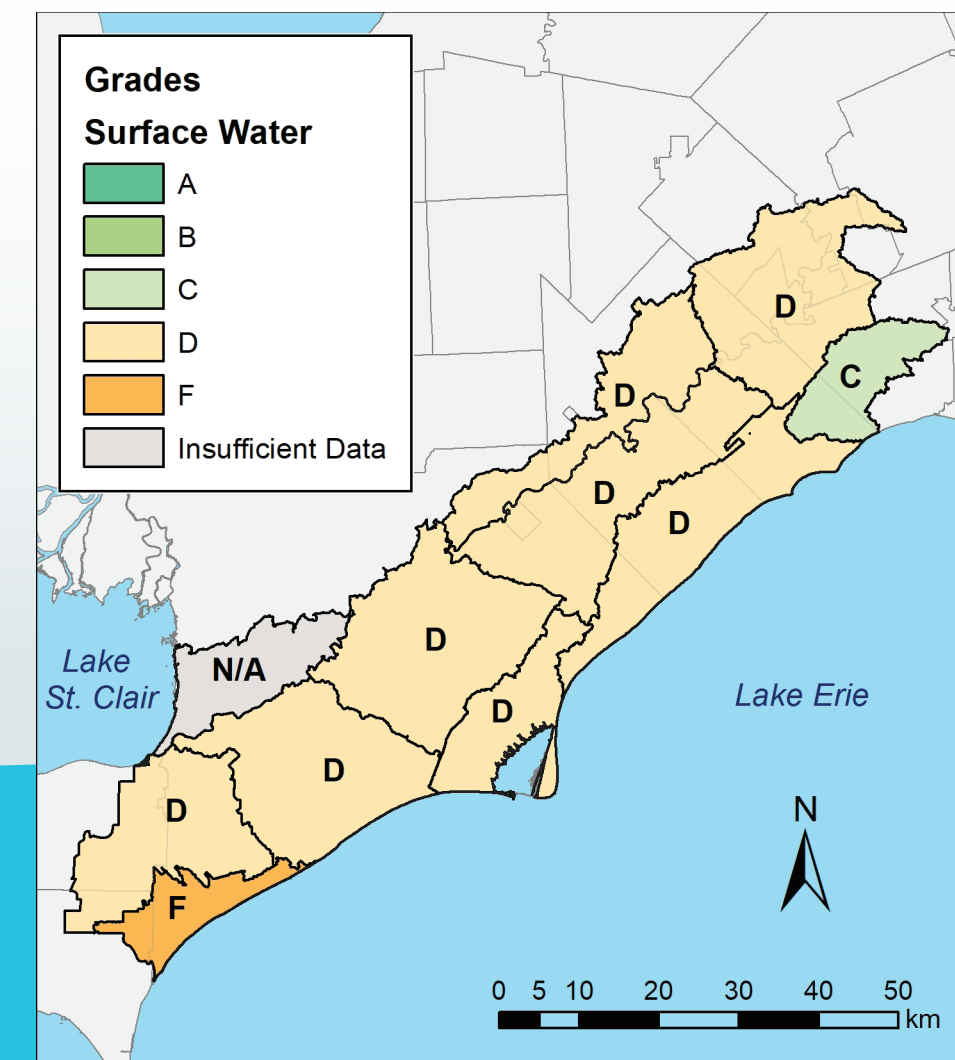 Grades
Surface Water
A
B
C
D
F
Insufficient Data
D
C
D
D
D
D
N/A
Lake
St. Clair
Lake Erie
D
D
D
F
N
0 5 10 20 30 40 50
km